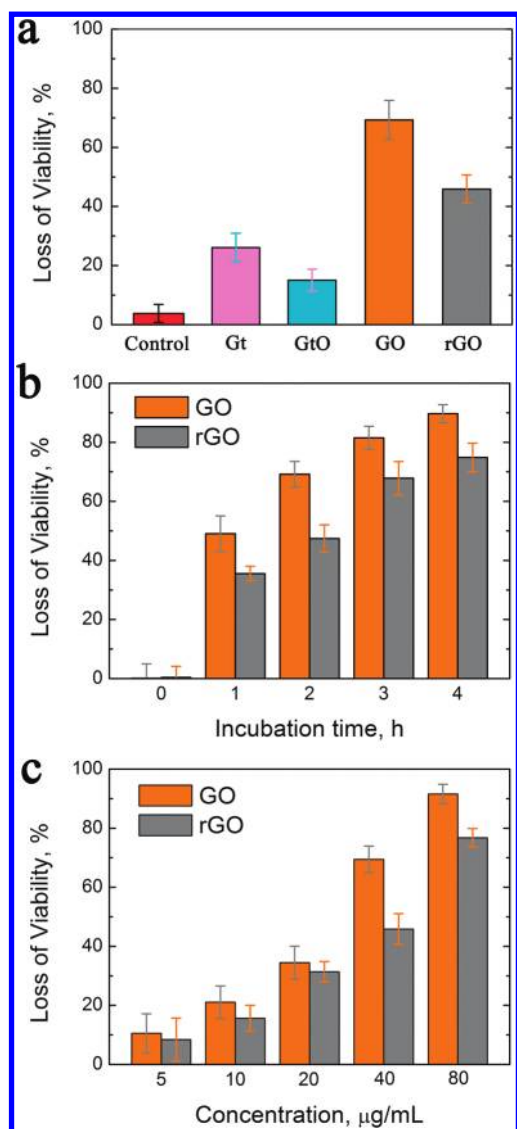 a
100
80
60
40
20
0
Loss of Viability, %
Control Gt GtO GO rGO
b
100
80
60
40
20
0
Loss of Viability, %
GO
rGO
0 1 2 3 4
Incubation time, h
c
100
80
60
40
20
0
Loss of Viability, %
GO
rGO
5 10 20 40 80
Concentration, μg/mL